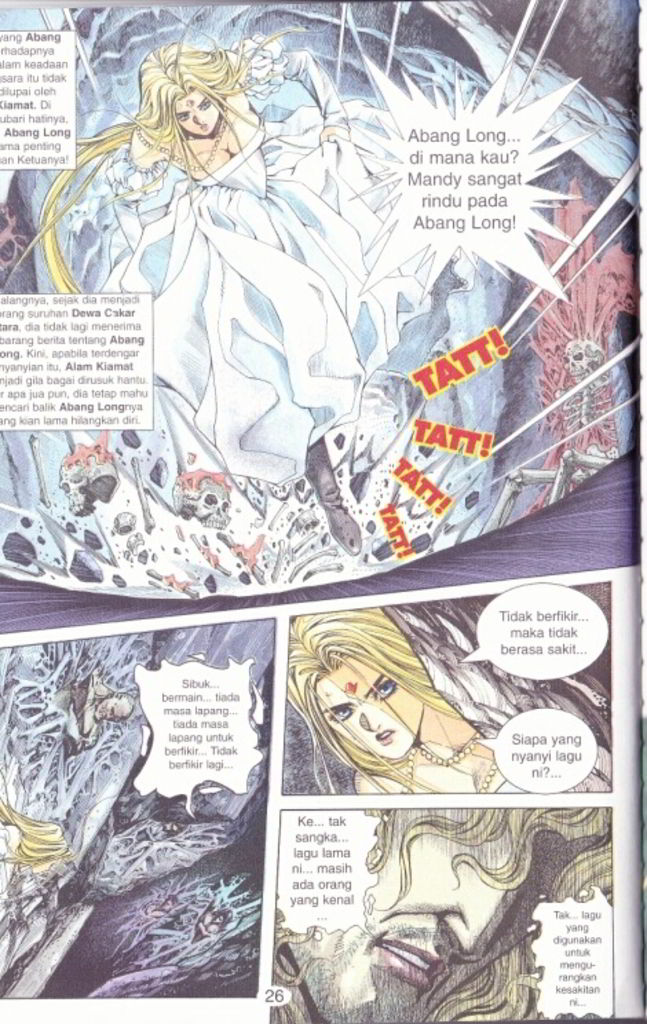 yang Abang
rhadapnya
alam keadaan
gsara itu tidak
dilupai oleh
Kiamat. Di
ubari hatinya,
Abang Long
ama penting
an Ketuanya!
Abang Long...
di mana kau?
Mandy sangat
rindu pada
Abang Long!
alangnya, sejak dia menjadi
orang suruhan Dewa Cakar
tara, dia tidak lagi menerima
barang berita tentang Abang
ong. Kini, apabila terdengar
nyanyian itu, Alam Kiamat
njadi gila bagai dirusuk hantu.
r apa jua pun, dia tetap mahu
encari balik Abang Longnya
ang kian lama hilangkan diri.
TATT!
TATT!
TATT!
TATT!
Sibuk...
bermain... tiada
masa lapang...
tiada masa
lapang untuk
berfikir... Tidak
berfikir lagi...
Tidak berfikir...
maka tidak
berasa sakit...
Siapa yang
nyanyi lagu
ni?...
Ke... tak
sangka...
lagu lama
ni... masih
ada orang
yang kenal
...
Tak... lagu
yang
digunakan
untuk
mengu-
rangkan
kesakitan
ni...
26